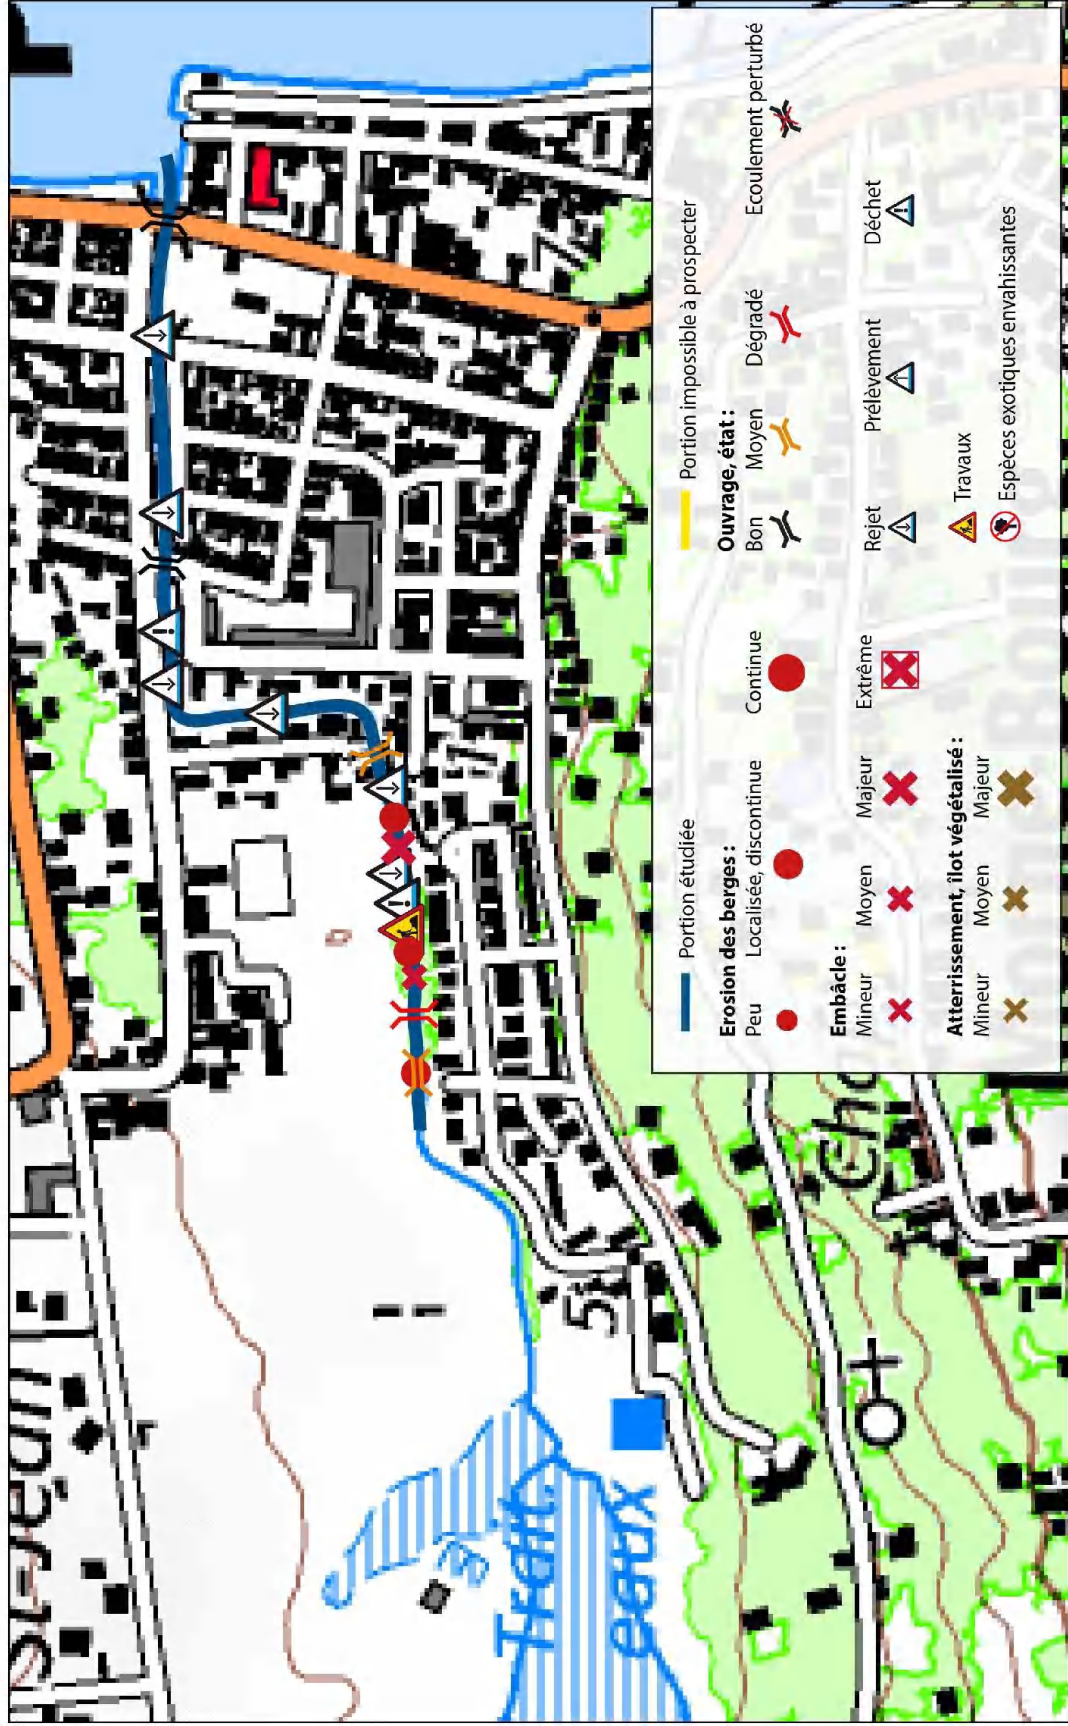 St-Jean
Trait.
eaux
Portion étudiée
Portion impossible à prospecter
Erosion des berges :
Peu
Localisée, discontinue
Continue
Ouvrage, état :
Bon
Moyen
Dégradé
Ecoulement perturbé
Embâcle :
Mineur
Moyen
Majeur
Extrême
Rejet
Prélèvement
Déchet
Atterrissement, îlot végétalisé :
Mineur
Moyen
Majeur
Travaux
Espèces exotiques envahissantes